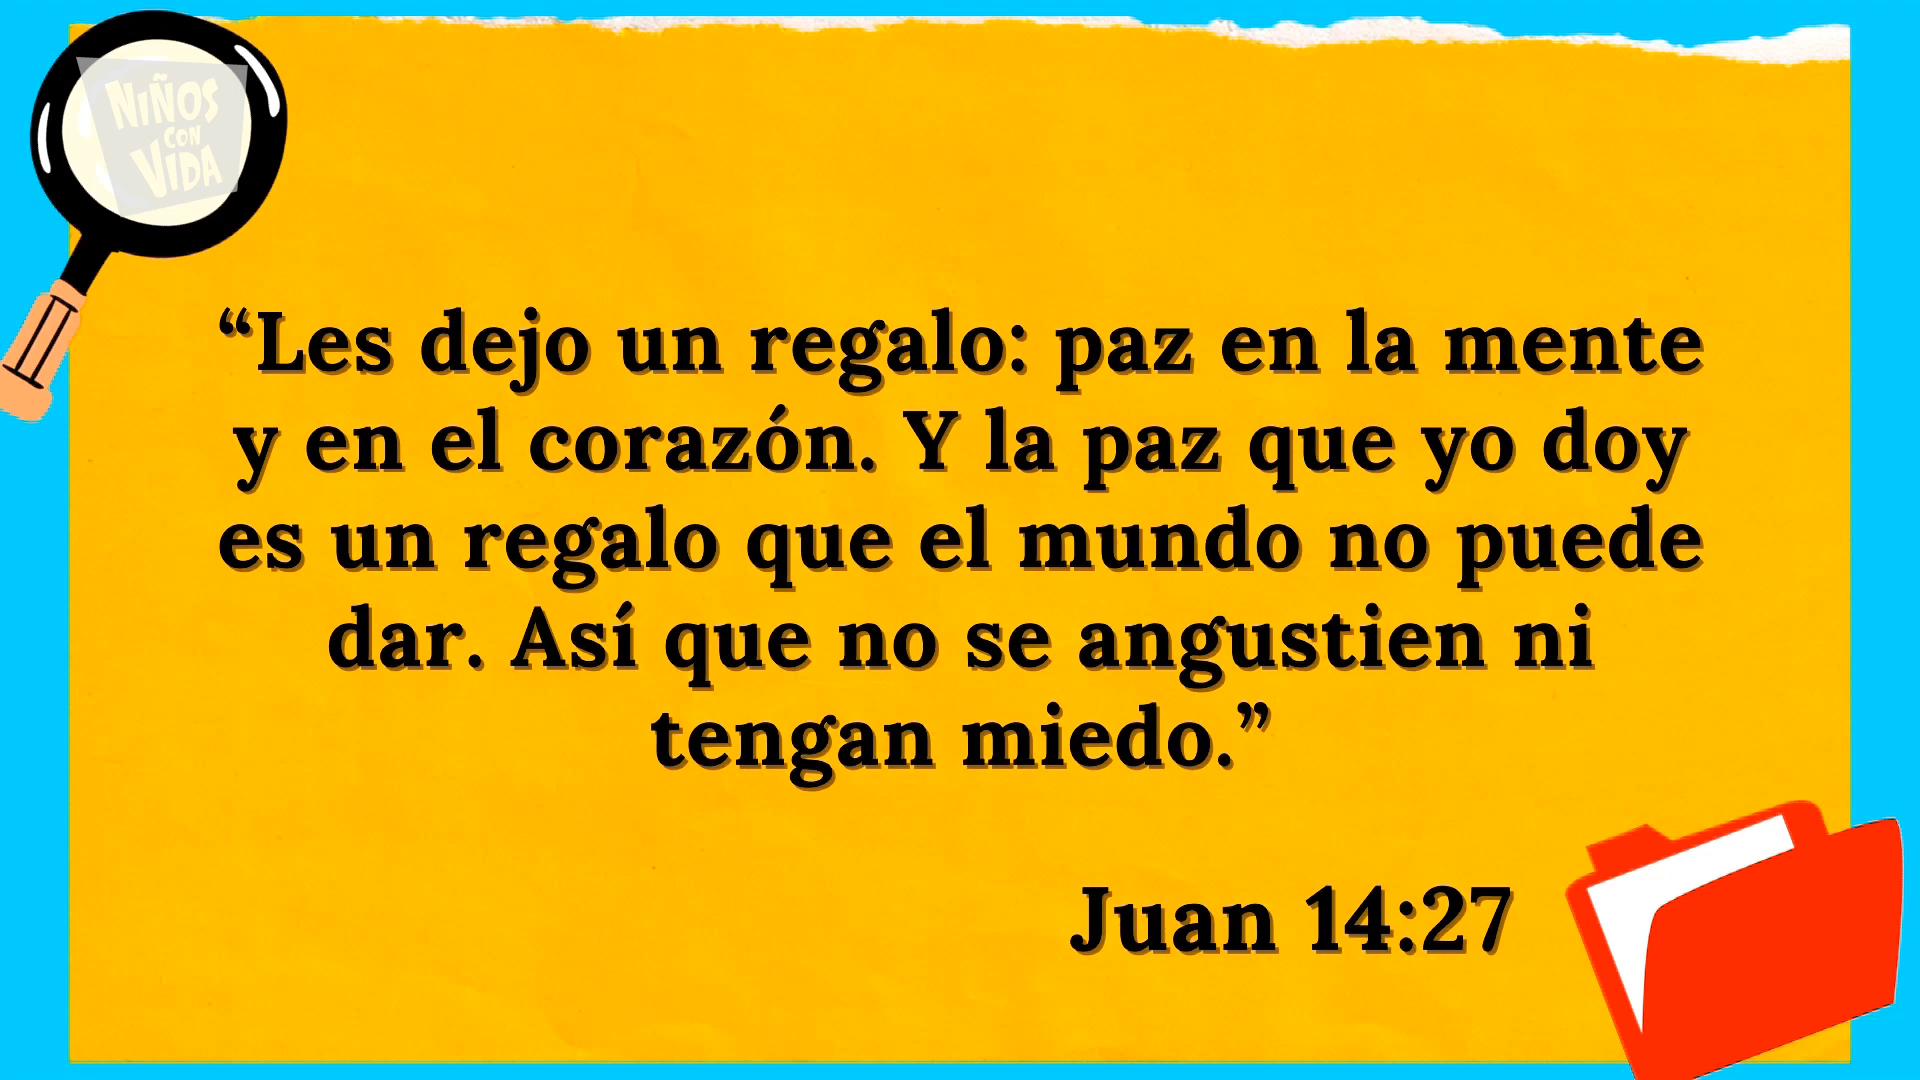 NIÑOS
CON
VIDA
“Les dejo un regalo: paz en la mente
y en el corazón. Y la paz que yo doy
es un regalo que el mundo no puede
dar. Así que no se angustien ni
tengan miedo.”
Juan 14:27